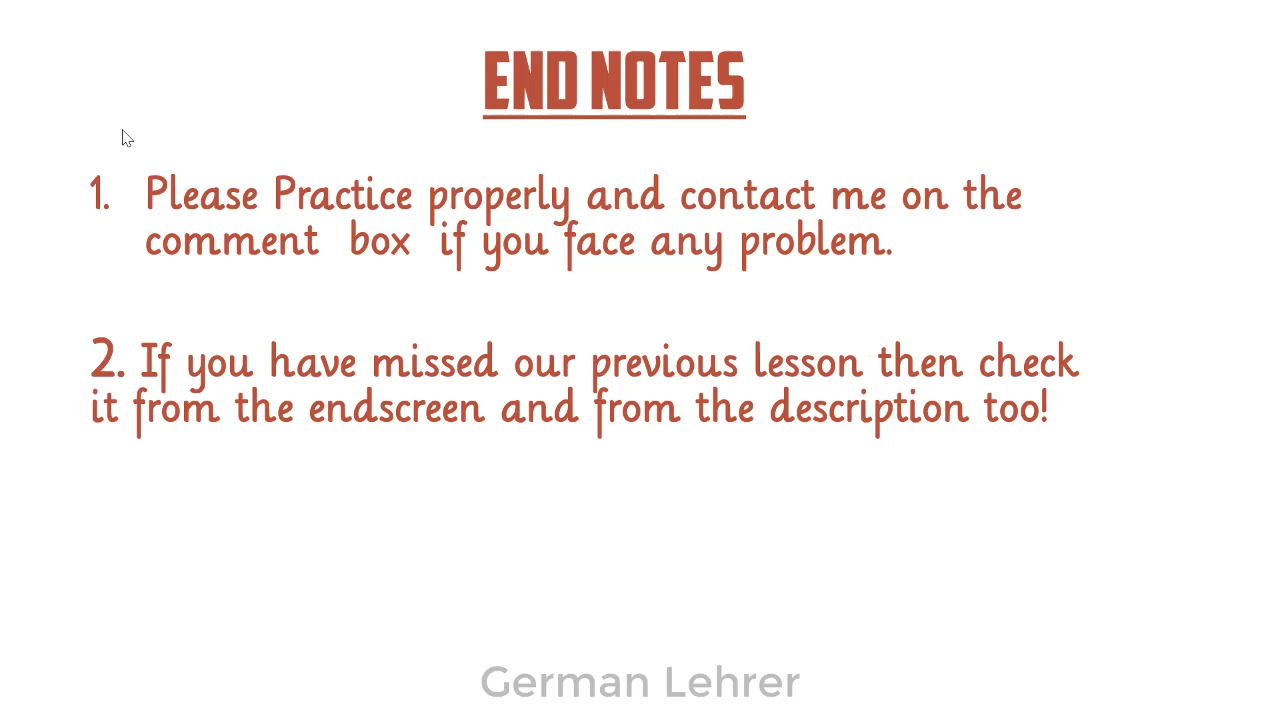 END NOTES
1. Please Practice properly and contact me on the
comment box if you face any problem.
2. If you have missed our previous lesson then check
it from the endscreen and from the description too!
German Lehrer